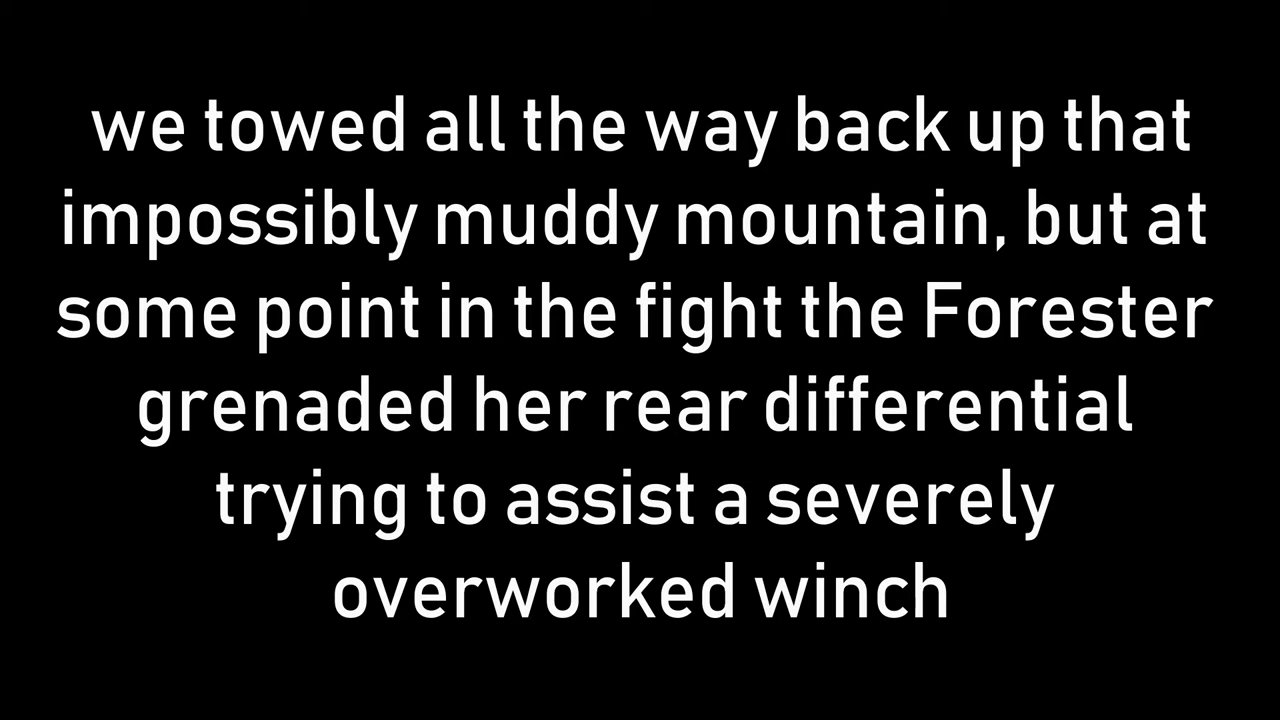 we towed all the way back up that
impossibly muddy mountain, but at
some point in the fight the Forester
grenaded her rear differential
trying to assist a severely
overworked winch